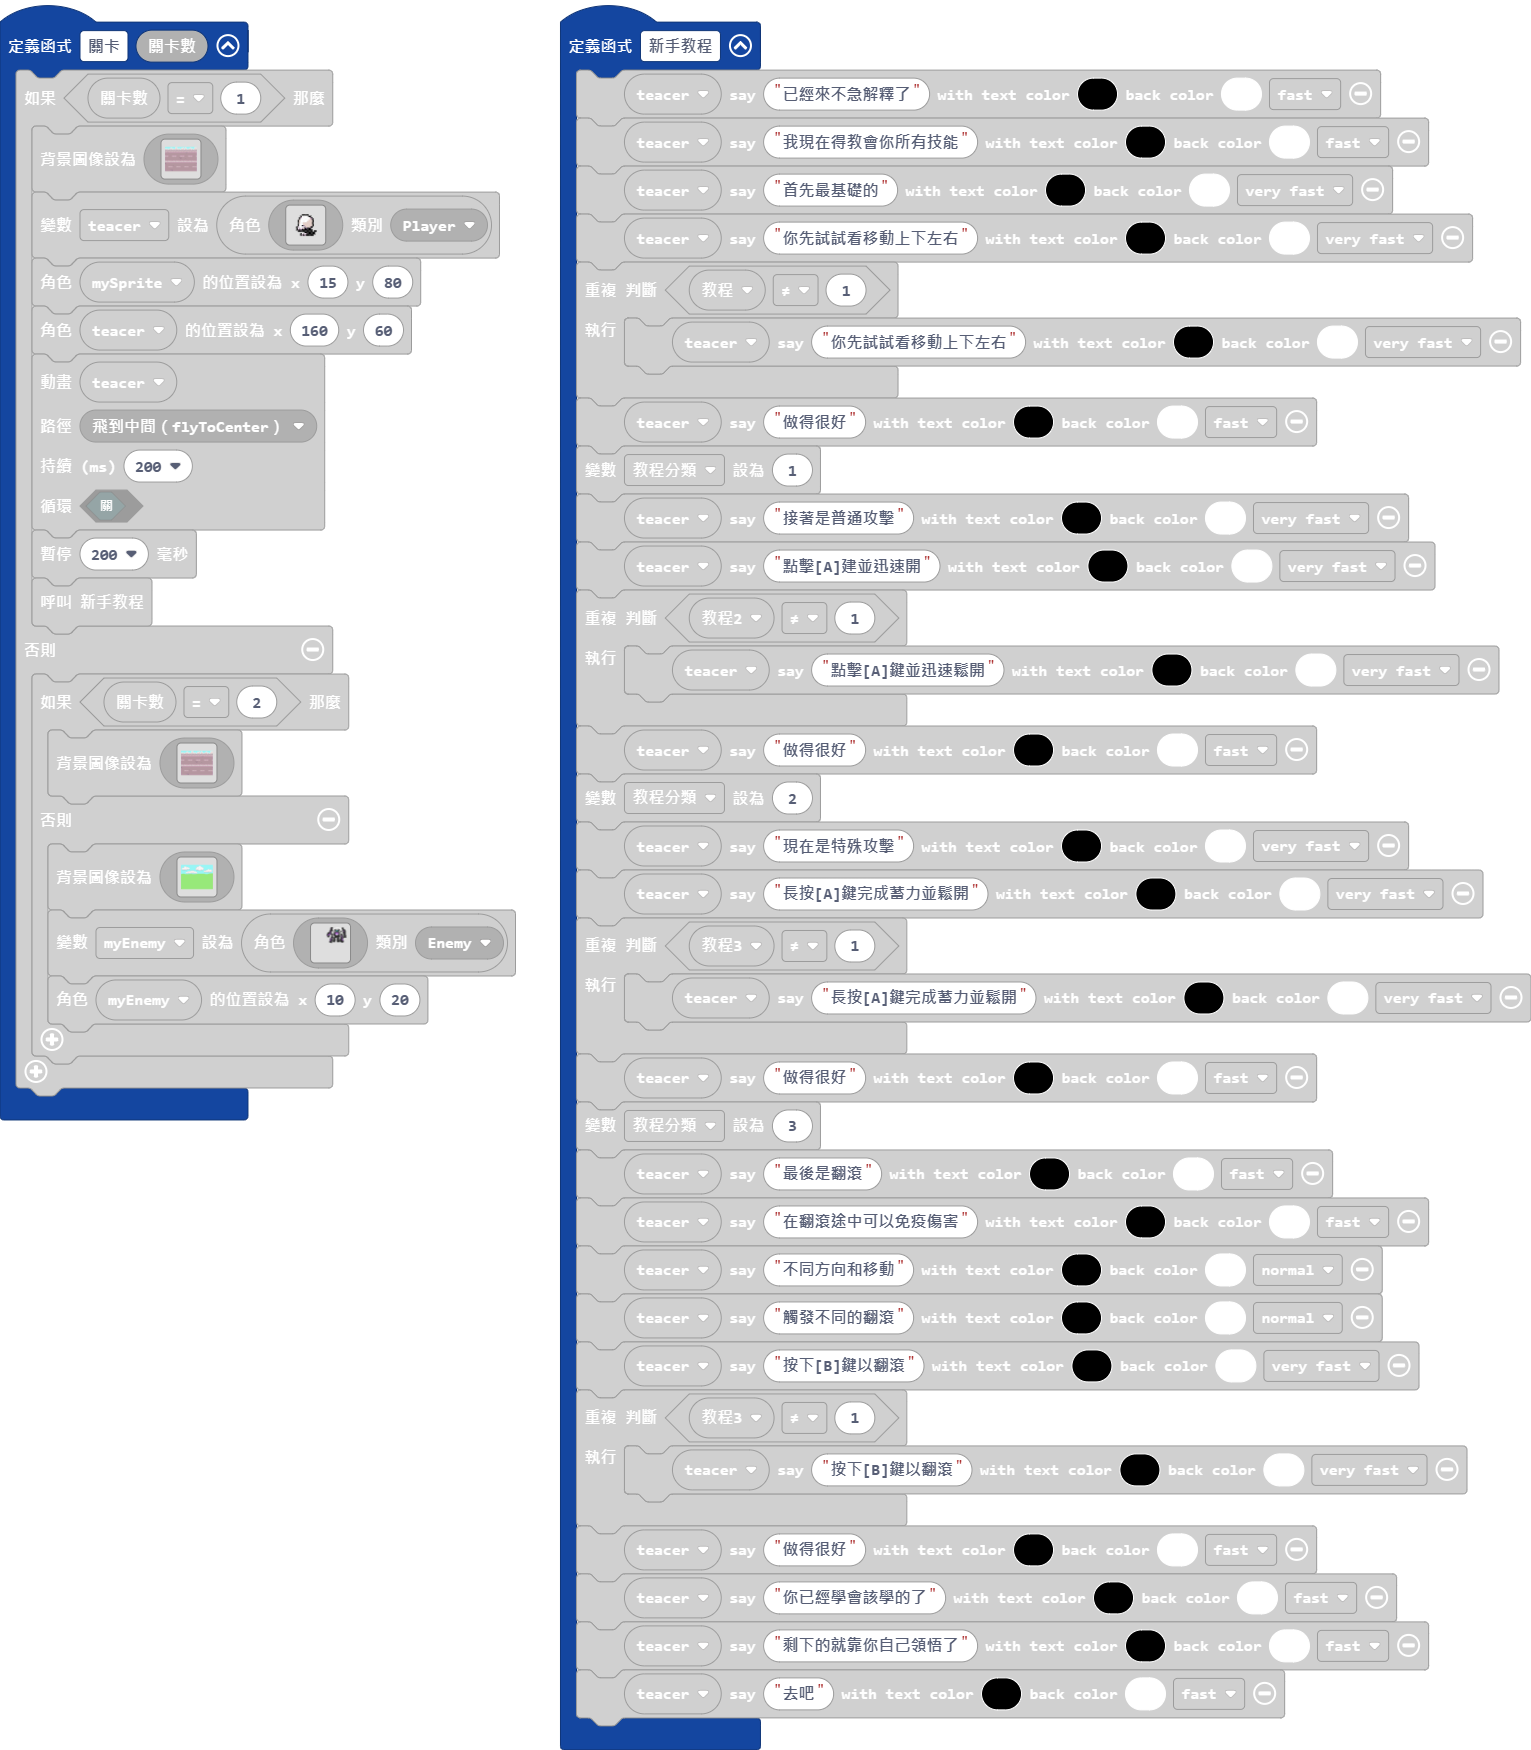 定義函式 關卡 關卡數
如果 關卡數 = 1 那麼
背景圖像設為
變數 teacer 設為 角色 類別 Player
角色 mySprite 的位置設為 x 15 y 80
角色 teacer 的位置設為 x 160 y 60
動畫 teacer
路徑 飛到中間 (flyToCenter)
持續 (ms) 200
循環 關
暫停 200 毫秒
呼叫 新手教程
否則
如果 關卡數 = 2 那麼
背景圖像設為
否則
背景圖像設為
變數 myEnemy 設為 角色 類別 Enemy
角色 myEnemy 的位置設為 x 10 y 20
定義函式 新手教程
teacer say "已經來不急解釋了" with text color back color fast
teacer say "我現在得教會你所有技能" with text color back color fast
teacer say "首先最基礎的" with text color back color very fast
teacer say "你先試試看移動上下左右" with text color back color very fast
重複 判斷 教程 ≠ 1
執行 teacer say "你先試試看移動上下左右" with text color back color very fast
teacer say "做得很好" with text color back color fast
變數 教程分類 設為 1
teacer say "接著是普通攻擊" with text color back color very fast
teacer say "點擊[A]建並迅速開" with text color back color very fast
重複 判斷 教程2 ≠ 1
執行 teacer say "點擊[A]鍵並迅速鬆開" with text color back color very fast
teacer say "做得很好" with text color back color fast
變數 教程分類 設為 2
teacer say "現在是特殊攻擊" with text color back color very fast
teacer say "長按[A]鍵完成蓄力並鬆開" with text color back color very fast
重複 判斷 教程3 ≠ 1
執行 teacer say "長按[A]鍵完成蓄力並鬆開" with text color back color very fast
teacer say "做得很好" with text color back color fast
變數 教程分類 設為 3
teacer say "最後是翻滾" with text color back color fast
teacer say "在翻滾途中可以免疫傷害" with text color back color fast
teacer say "不同方向和移動" with text color back color normal
teacer say "觸發不同的翻滾" with text color back color normal
teacer say "按下[B]鍵以翻滾" with text color back color very fast
重複 判斷 教程3 ≠ 1
執行 teacer say "按下[B]鍵以翻滾" with text color back color very fast
teacer say "做得很好" with text color back color fast
teacer say "你已經學會該學的了" with text color back color fast
teacer say "剩下的就靠你自己領悟了" with text color back color fast
teacer say "去吧" with text color back color fast